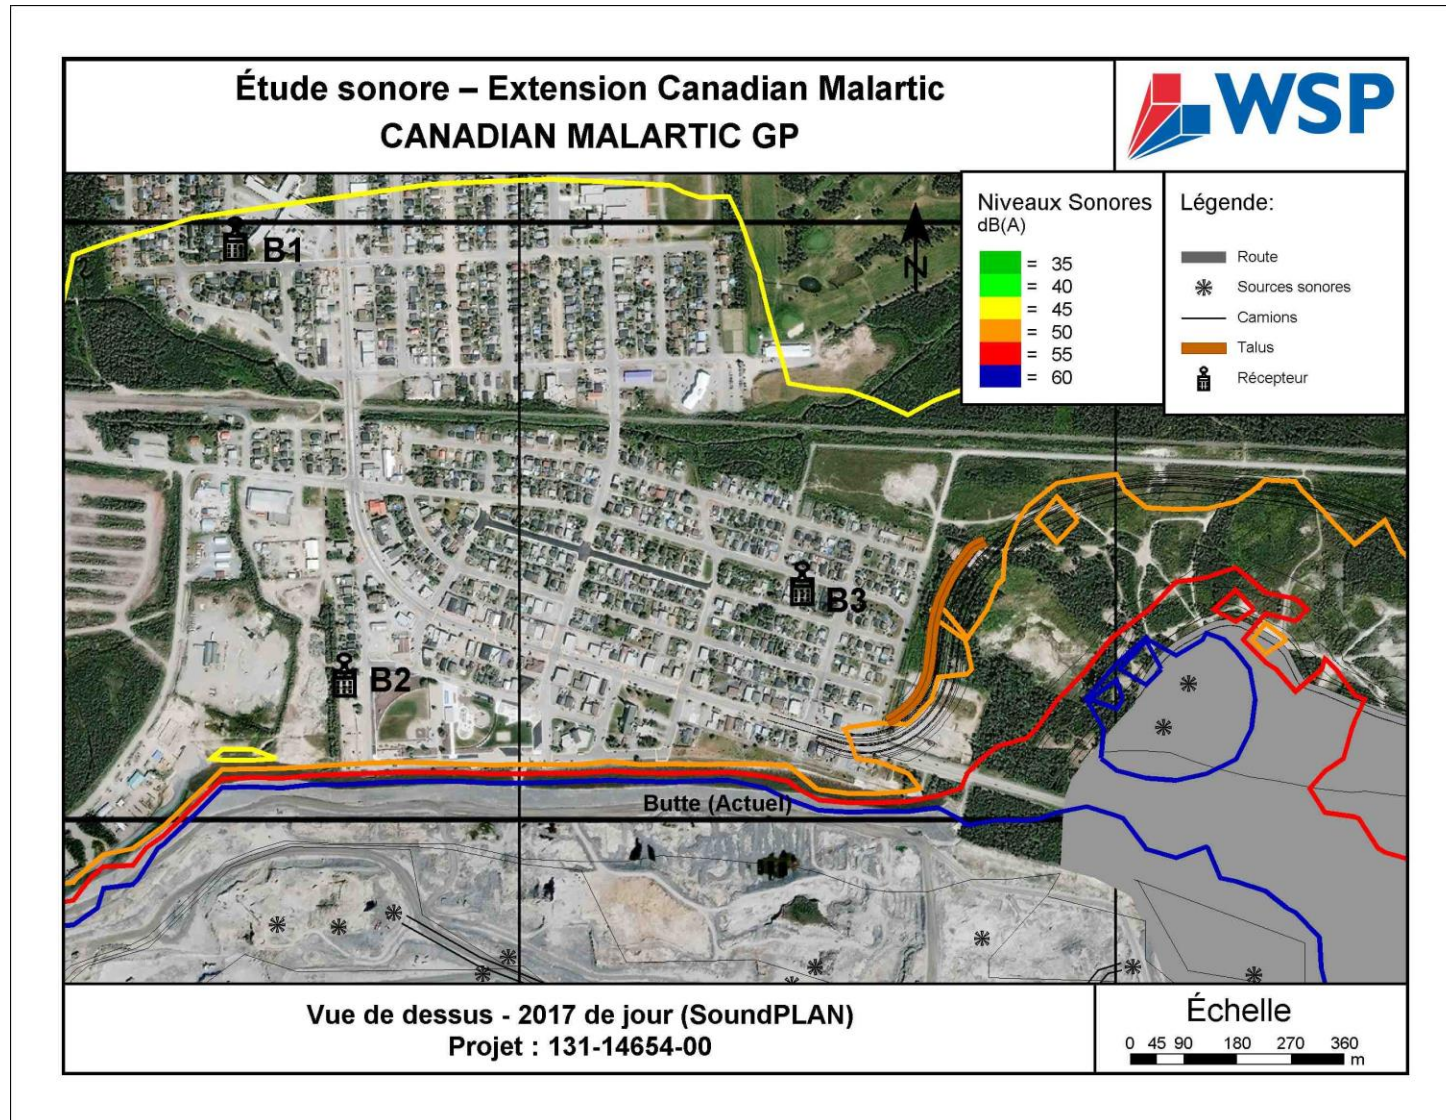 Étude sonore – Extension Canadian Malartic
CANADIAN MALARTIC GP
WSP
Niveaux Sonores
dB(A)
= 35
= 40
= 45
= 50
= 55
= 60
Légende:
Route
Sources sonores
Camions
Talus
Récepteur
N
B1
B2
B3
Butte (Actuel)
Vue de dessus - 2017 de jour (SoundPLAN)
Projet : 131-14654-00
Échelle
0 45 90 180 270 360
m